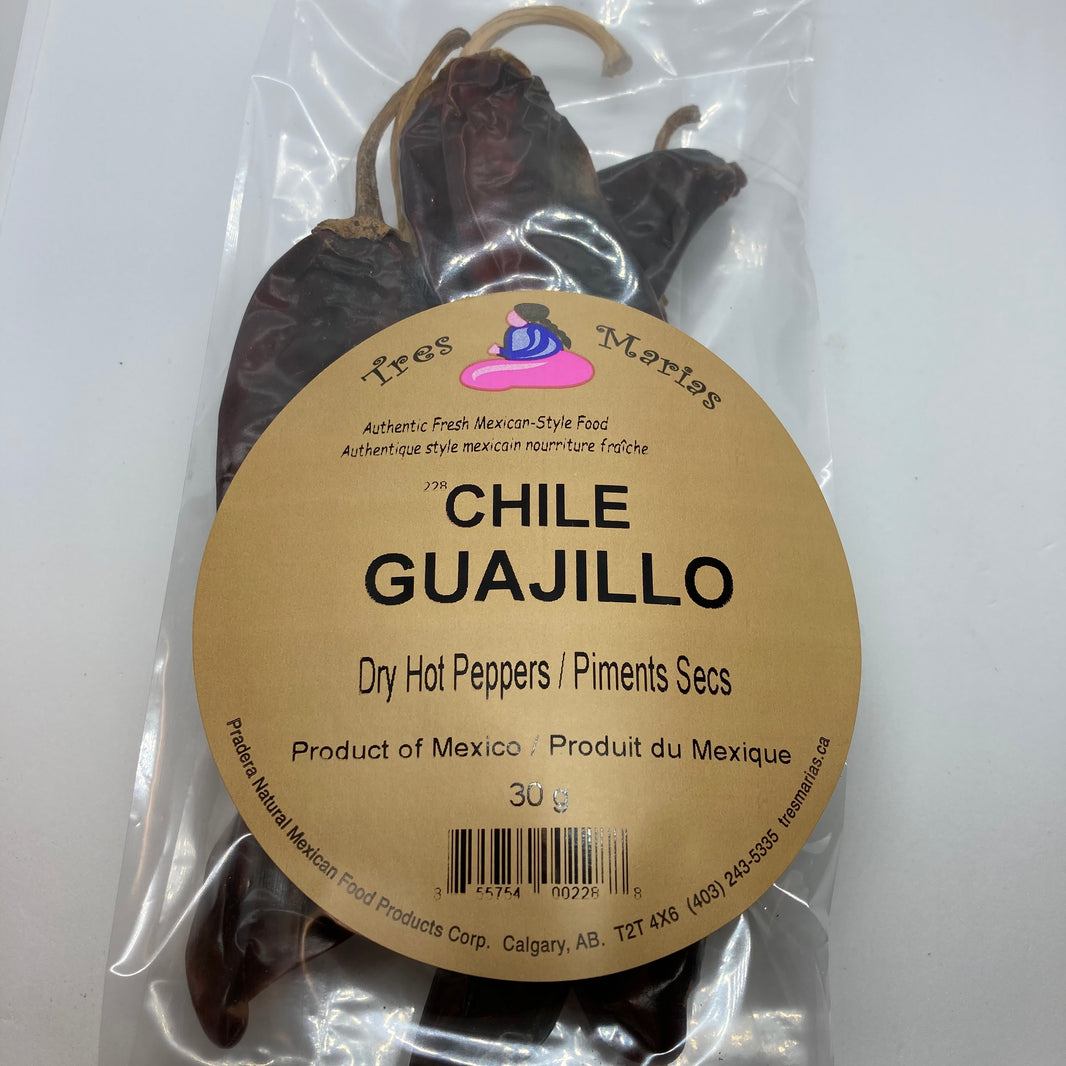 Tres Marias
Authentic Fresh Mexican-Style Food
Authentique style mexicain nourriture fraîche
228
CHILE
GUAJILLO
Dry Hot Peppers / Piments Secs
Product of Mexico / Produit du Mexique
30 g
3 55754 00228 8
Pradera Natural Mexican Food Products Corp. Calgary, AB. T2T 4X6 (403) 243-5335 tresmarias.ca